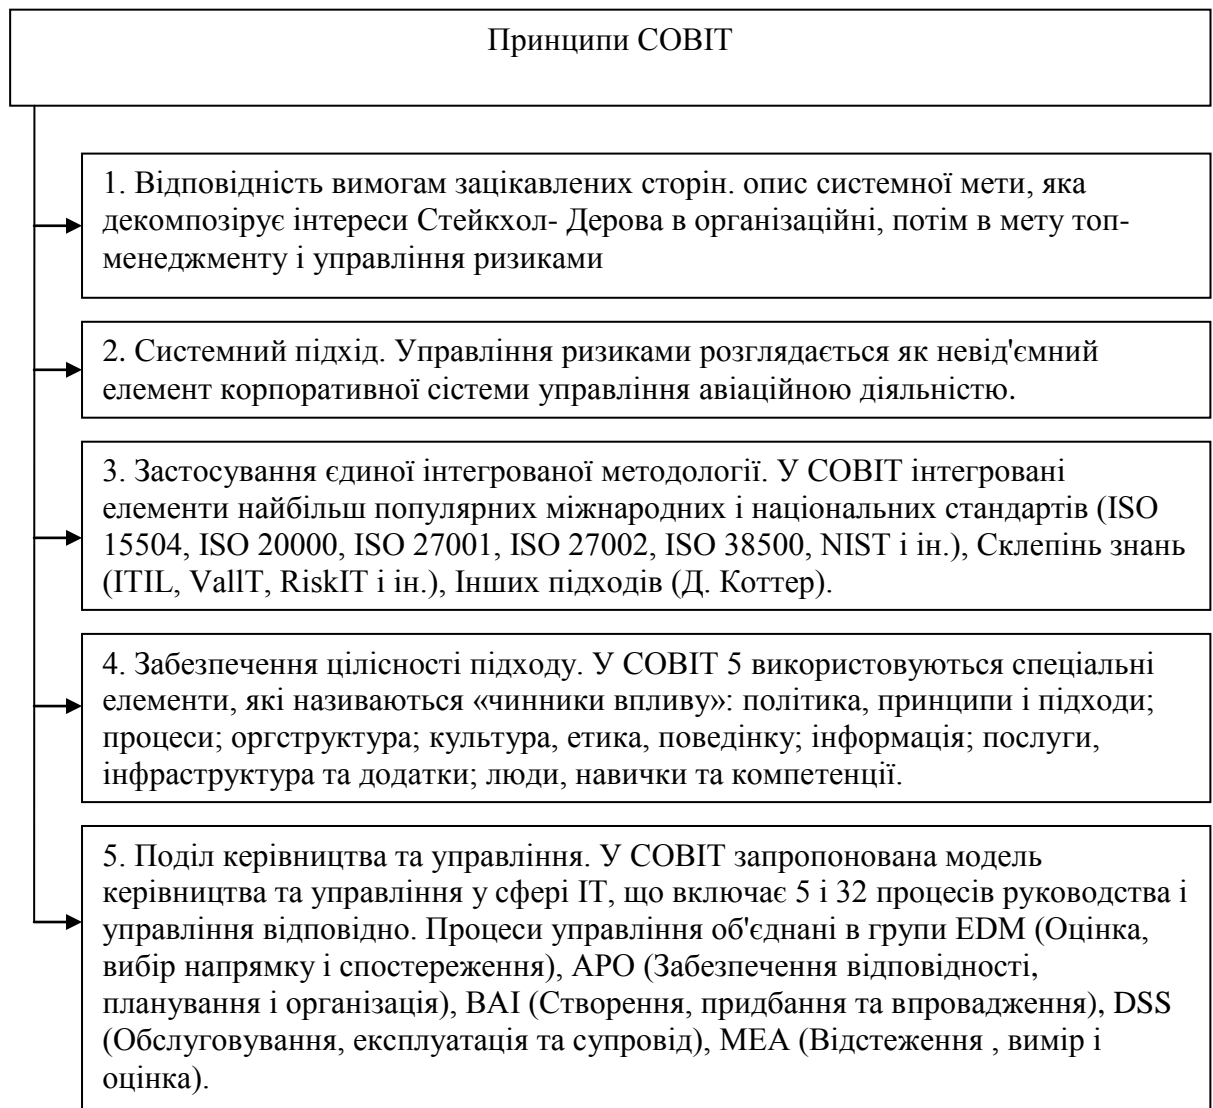 Принципи COBIT
1. Відповідність вимогам зацікавлених сторін. опис системної мети, яка
декомпозірує інтереси Стейкхол- Дерова в організаційні, потім в мету топ-
менеджменту і управління ризиками
2. Системний підхід. Управління ризиками розглядається як невід'ємний
елемент корпоративної сістеми управління авіаційною діяльністю.
3. Застосування єдиної інтегрованої методології. У COBIT інтегровані
елементи найбільш популярних міжнародних і національних стандартів (ISO
15504, ISO 20000, ISO 27001, ISO 27002, ISO 38500, NIST і ін.), Склепінь знань
(ITIL, VallT, RiskIT і ін.), Інших підходів (Д. Коттер).
4. Забезпечення цілісності підходу. У COBIT 5 використовуються спеціальні
елементи, які називаються «чинники впливу»: політика, принципи і підходи;
процеси; оргструктура; культура, етика, поведінку; інформація; послуги,
інфраструктура та додатки; люди, навички та компетенції.
5. Поділ керівництва та управління. У COBIT запропонована модель
керівництва та управління у сфері ІТ, що включає 5 і 32 процесів руководства і
управління відповідно. Процеси управління об'єднані в групи EDM (Оцінка,
вибір напрямку і спостереження), APO (Забезпечення відповідності,
планування і організація), BAI (Створення, придбання та впровадження), DSS
(Обслуговування, експлуатація та супровід), MEA (Відстеження , вимір і
оцінка).